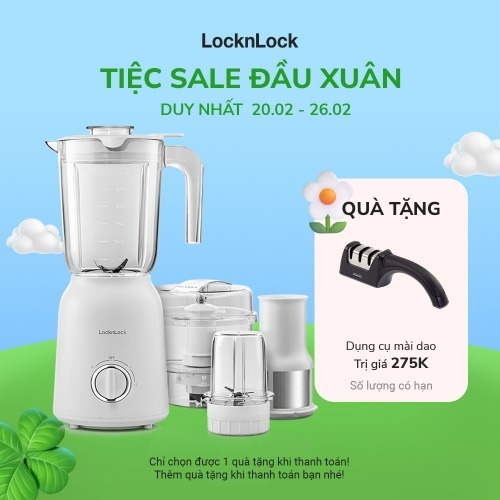 LocknLock
TIỆC SALE ĐẦU XUÂN
DUY NHẤT 20.02 - 26.02
QUÀ TẶNG
LocknLock
Dụng cụ mài dao
Trị giá 275K
Số lượng có hạn
Chỉ chọn được 1 quà tặng khi thanh toán!
Thêm quà tặng khi thanh toán bạn nhé!